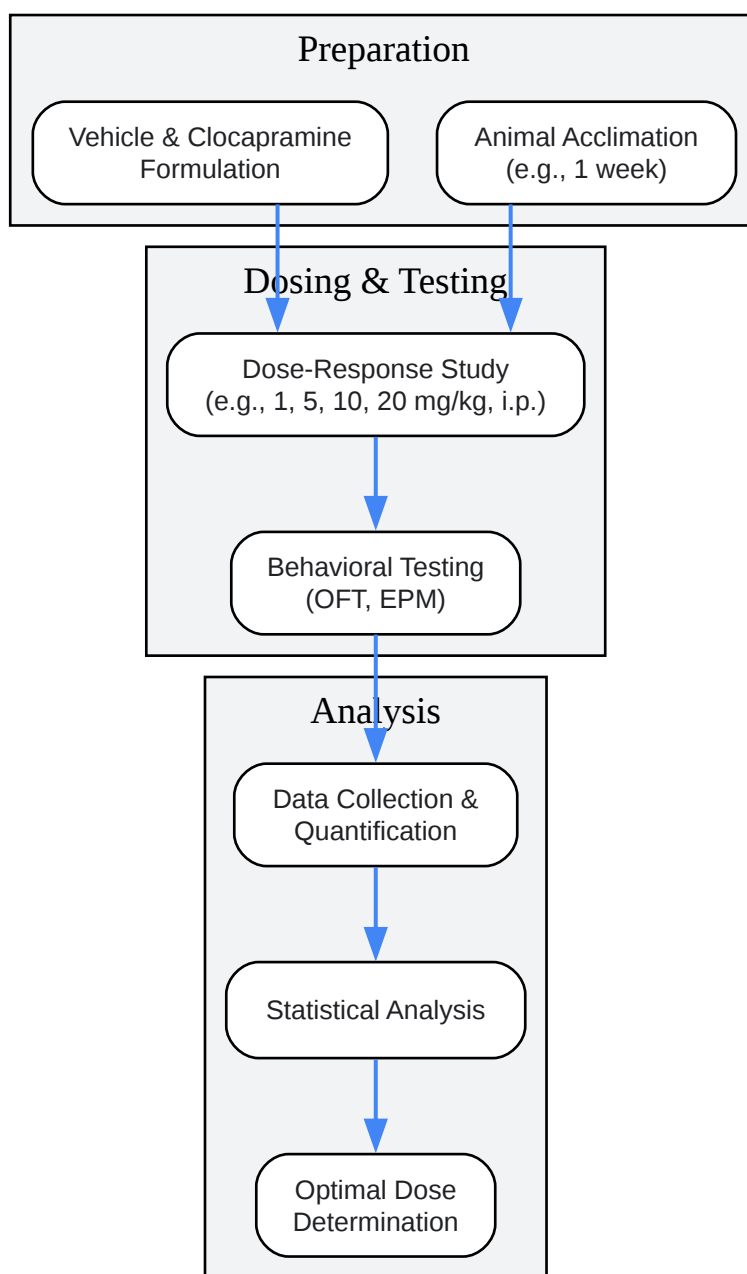 Preparation
Vehicle & Clocapramine
Formulation
Animal Acclimation
(e.g., 1 week)
Dosing & Testing
Dose-Response Study
(e.g., 1, 5, 10, 20 mg/kg, i.p.)
Behavioral Testing
(OFT, EPM)
Analysis
Data Collection &
Quantification
Statistical Analysis
Optimal Dose
Determination